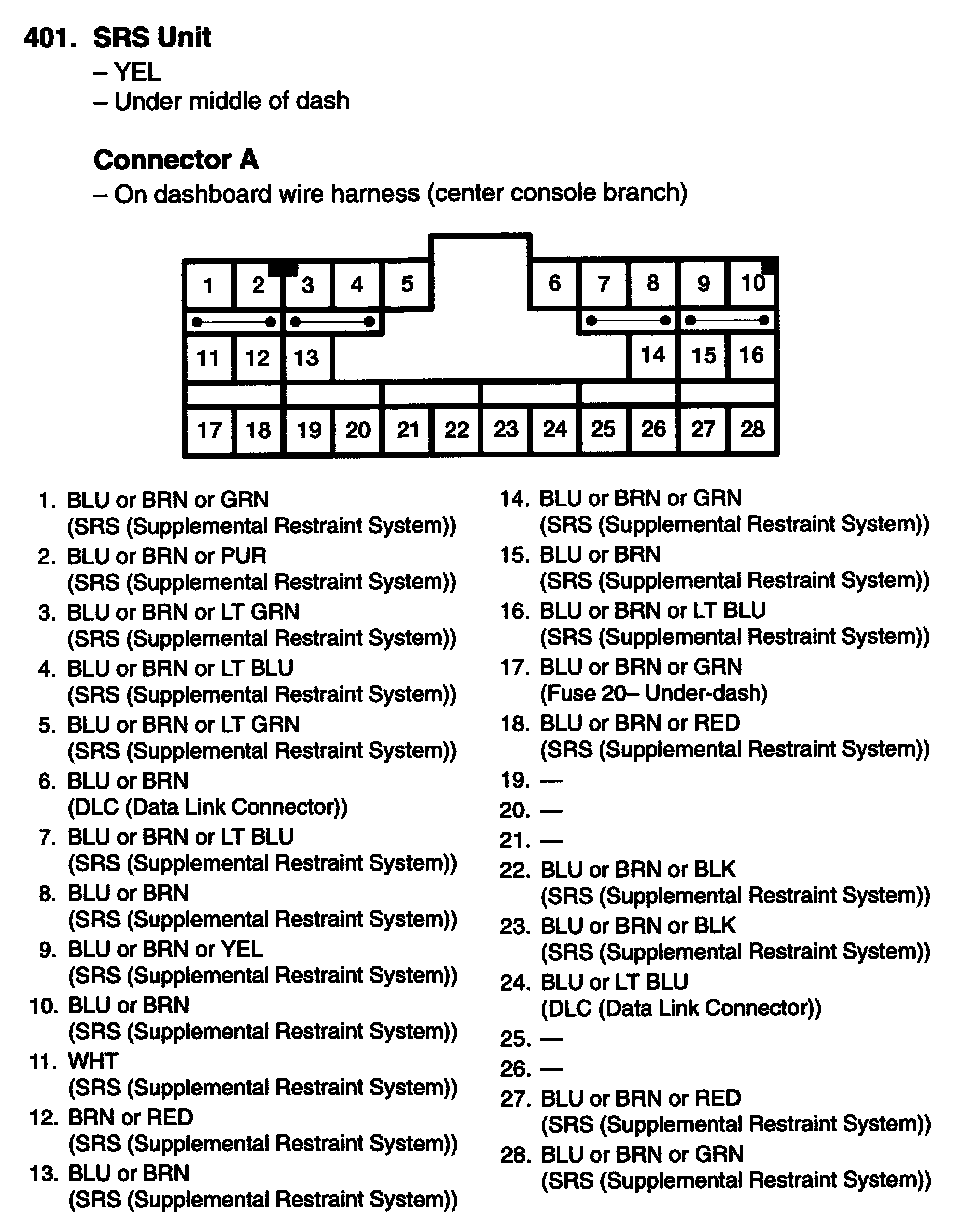 401. SRS Unit
– YEL
– Under middle of dash
Connector A
– On dashboard wire harness (center console branch)
1 2 3 4 5 6 7 8 9 10
11 12 13 14 15 16
17 18 19 20 21 22 23 24 25 26 27 28
1. BLU or BRN or GRN
(SRS (Supplemental Restraint System))
2. BLU or BRN or PUR
(SRS (Supplemental Restraint System))
3. BLU or BRN or LT GRN
(SRS (Supplemental Restraint System))
4. BLU or BRN or LT BLU
(SRS (Supplemental Restraint System))
5. BLU or BRN or LT GRN
(SRS (Supplemental Restraint System))
6. BLU or BRN
(DLC (Data Link Connector))
7. BLU or BRN or LT BLU
(SRS (Supplemental Restraint System))
8. BLU or BRN
(SRS (Supplemental Restraint System))
9. BLU or BRN or YEL
(SRS (Supplemental Restraint System))
10. BLU or BRN
(SRS (Supplemental Restraint System))
11. WHT
(SRS (Supplemental Restraint System))
12. BRN or RED
(SRS (Supplemental Restraint System))
13. BLU or BRN
(SRS (Supplemental Restraint System))
14. BLU or BRN or GRN
(SRS (Supplemental Restraint System))
15. BLU or BRN
(SRS (Supplemental Restraint System))
16. BLU or BRN or LT BLU
(SRS (Supplemental Restraint System))
17. BLU or BRN or GRN
(Fuse 20– Under-dash)
18. BLU or BRN or RED
(SRS (Supplemental Restraint System))
19. —
20. —
21. —
22. BLU or BRN or BLK
(SRS (Supplemental Restraint System))
23. BLU or BRN or BLK
(SRS (Supplemental Restraint System))
24. BLU or LT BLU
(DLC (Data Link Connector))
25. —
26. —
27. BLU or BRN or RED
(SRS (Supplemental Restraint System))
28. BLU or BRN or GRN
(SRS (Supplemental Restraint System))